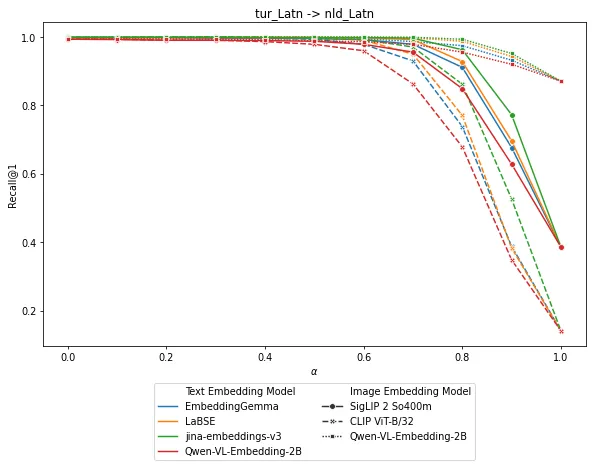 tur_Latn -> nld_Latn
Recall@1
1.0
0.8
0.6
0.4
0.2
0.0 0.2 0.4 0.6 0.8 1.0
α
Text Embedding Model
EmbeddingGemma
LaBSE
jina-embeddings-v3
Qwen-VL-Embedding-2B
Image Embedding Model
SigLIP 2 So400m
CLIP ViT-B/32
Qwen-VL-Embedding-2B